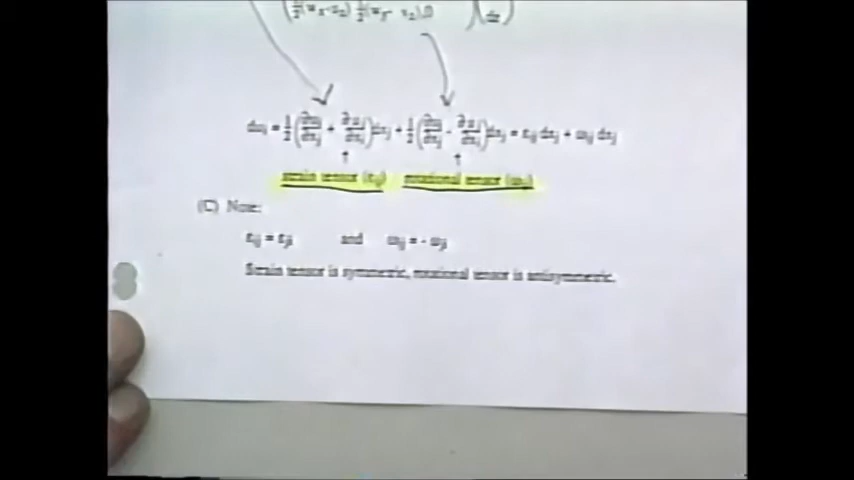 du_i = 1/2 (∂u_i/∂x_j + ∂u_j/∂x_i) dx_j + 1/2 (∂u_i/∂x_j - ∂u_j/∂x_i) dx_j = ε_ij dx_j + ω_ij dx_j
↑ ↑
strain tensor (ε_ij) rotational tensor (ω_ij)
(C) Note:
ε_ij = ε_ji and ω_ij = - ω_ji
Strain tensor is symmetric, rotational tensor is antisymmetric.